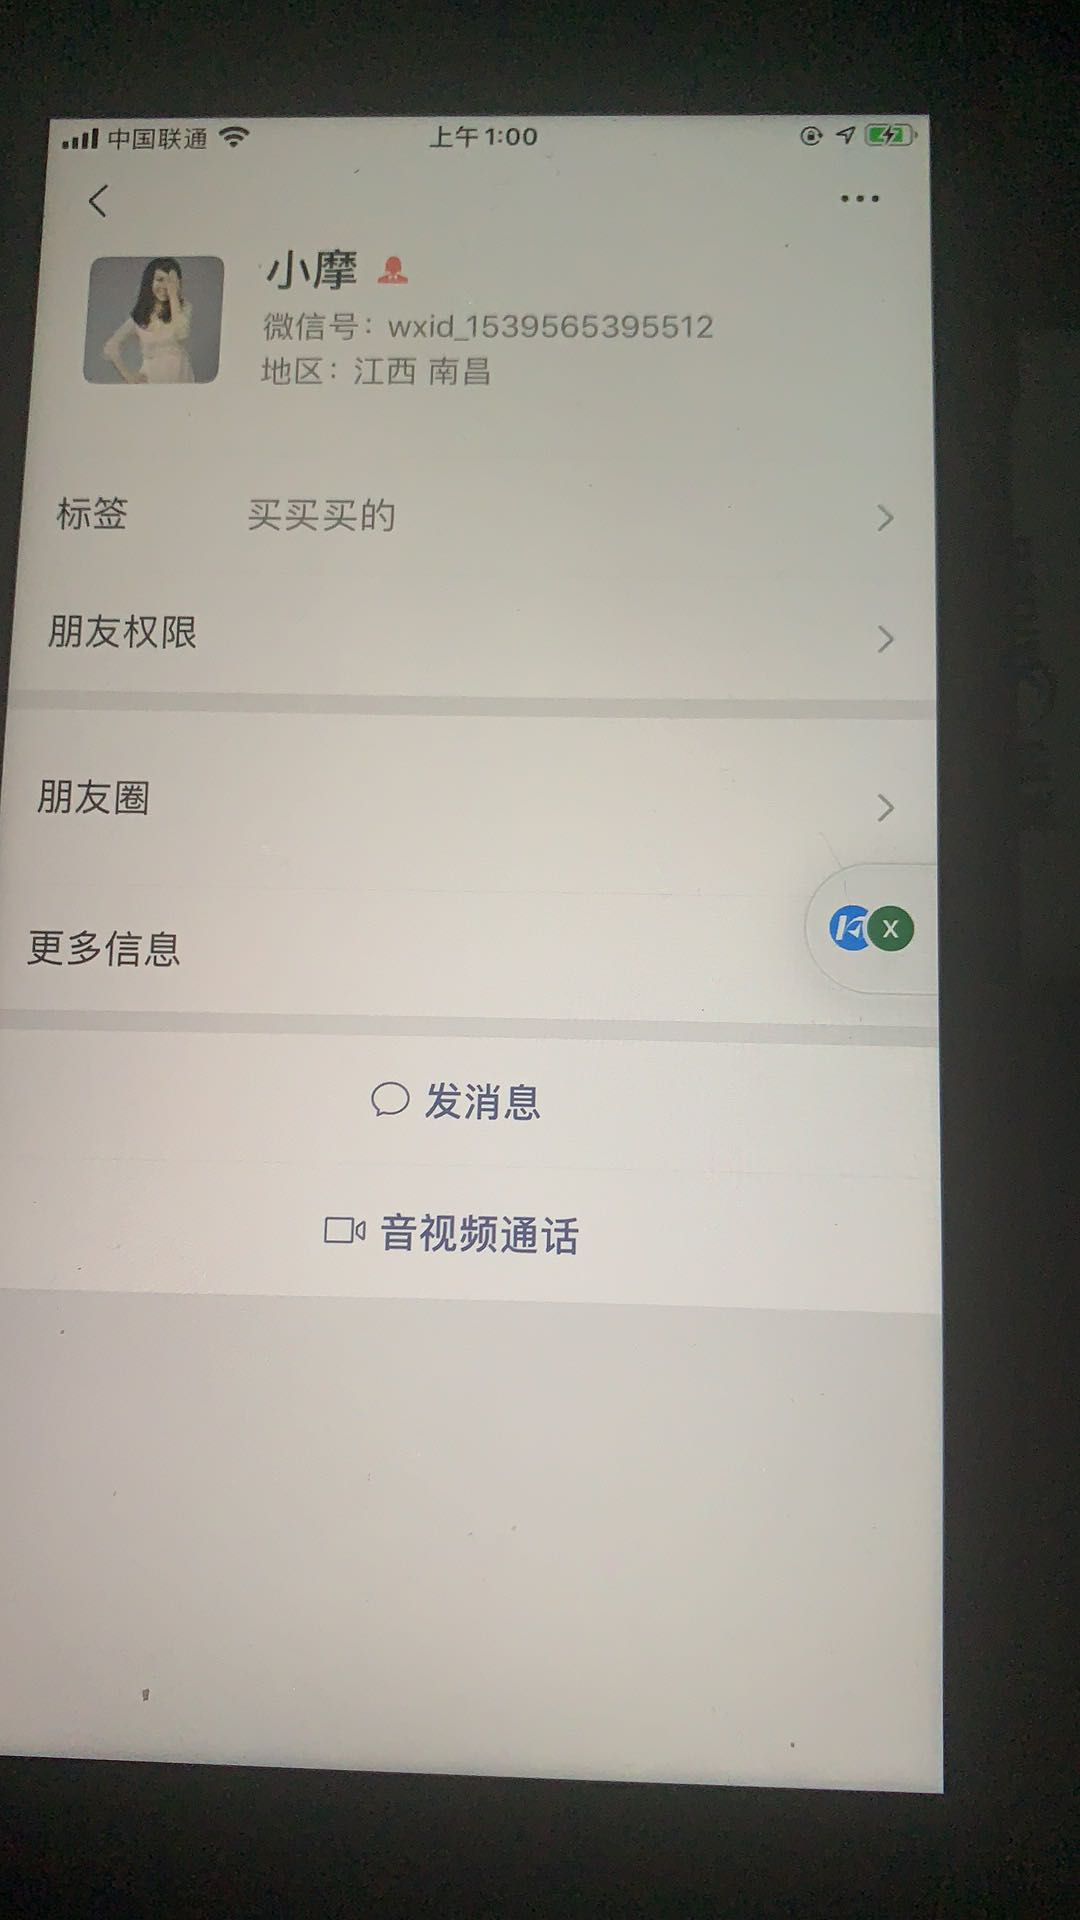 中国联通
上午1:00
小摩
微信号：wxid_1539565395512
地区：江西 南昌
标签 买买买的
朋友权限
朋友圈
更多信息
X
发消息
音视频通话